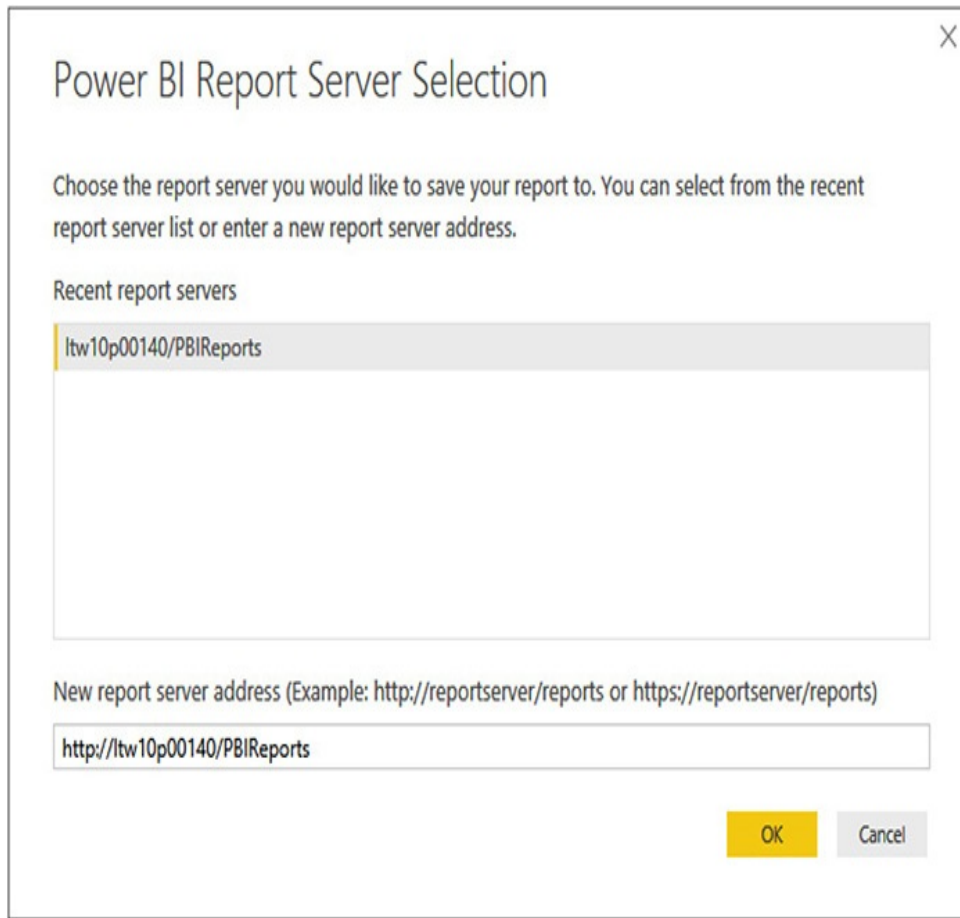 Power BI Report Server Selection
Choose the report server you would like to save your report to. You can select from the recent
report server list or enter a new report server address.
Recent report servers
ltw10p00140/PBIReports
New report server address (Example: http://reportserver/reports or https://reportserver/reports)
http://ltw10p00140/PBIReports
OK
Cancel